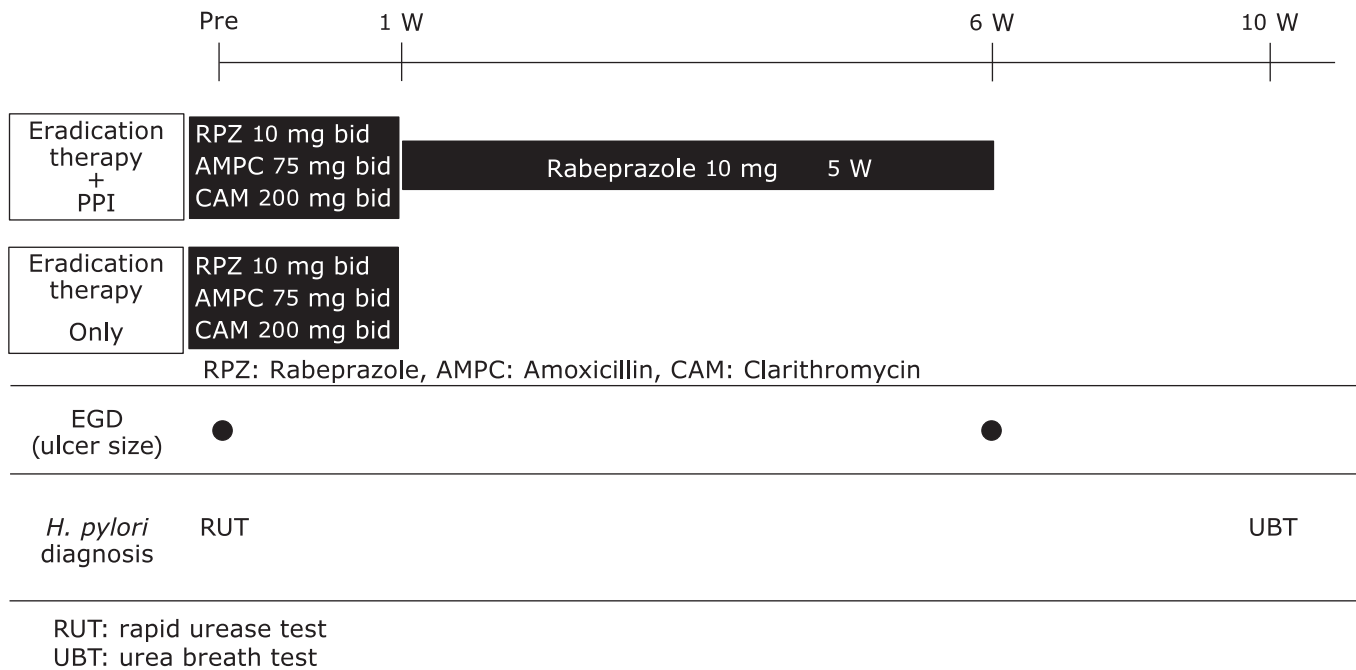 Pre 1 W 6 W 10 W
Eradication
therapy
+
PPI
RPZ 10 mg bid
AMPC 75 mg bid
CAM 200 mg bid
Rabeprazole 10 mg 5 W
Eradication
therapy
Only
RPZ 10 mg bid
AMPC 75 mg bid
CAM 200 mg bid
RPZ: Rabeprazole, AMPC: Amoxicillin, CAM: Clarithromycin
EGD
(ulcer size)
H. pylori
diagnosis
RUT UBT
RUT: rapid urease test
UBT: urea breath test